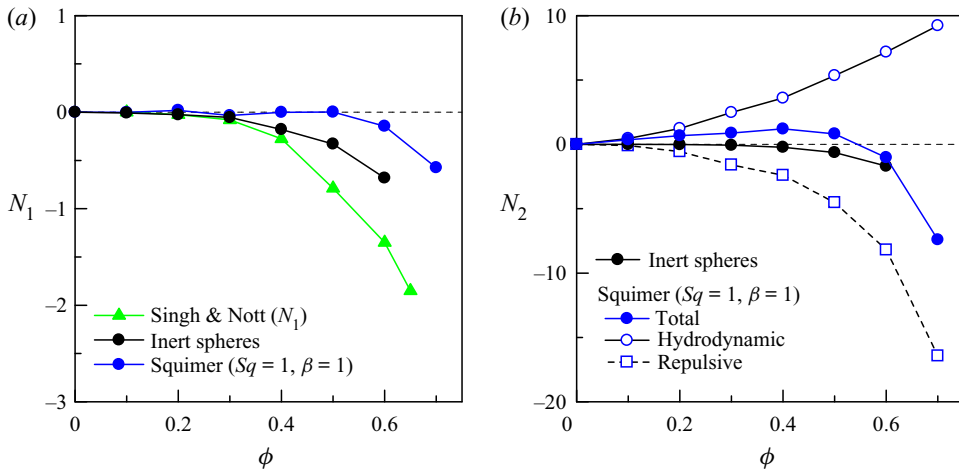 (a)
1
0
–1
–2
–3
N1
Singh & Nott (N1)
Inert spheres
Squimer (Sq = 1, β = 1)
0 0.2 0.4 0.6
ϕ
(b)
10
0
–10
–20
N2
Inert spheres
Squimer (Sq = 1, β = 1)
Total
Hydrodynamic
Repulsive
0 0.2 0.4 0.6
ϕ